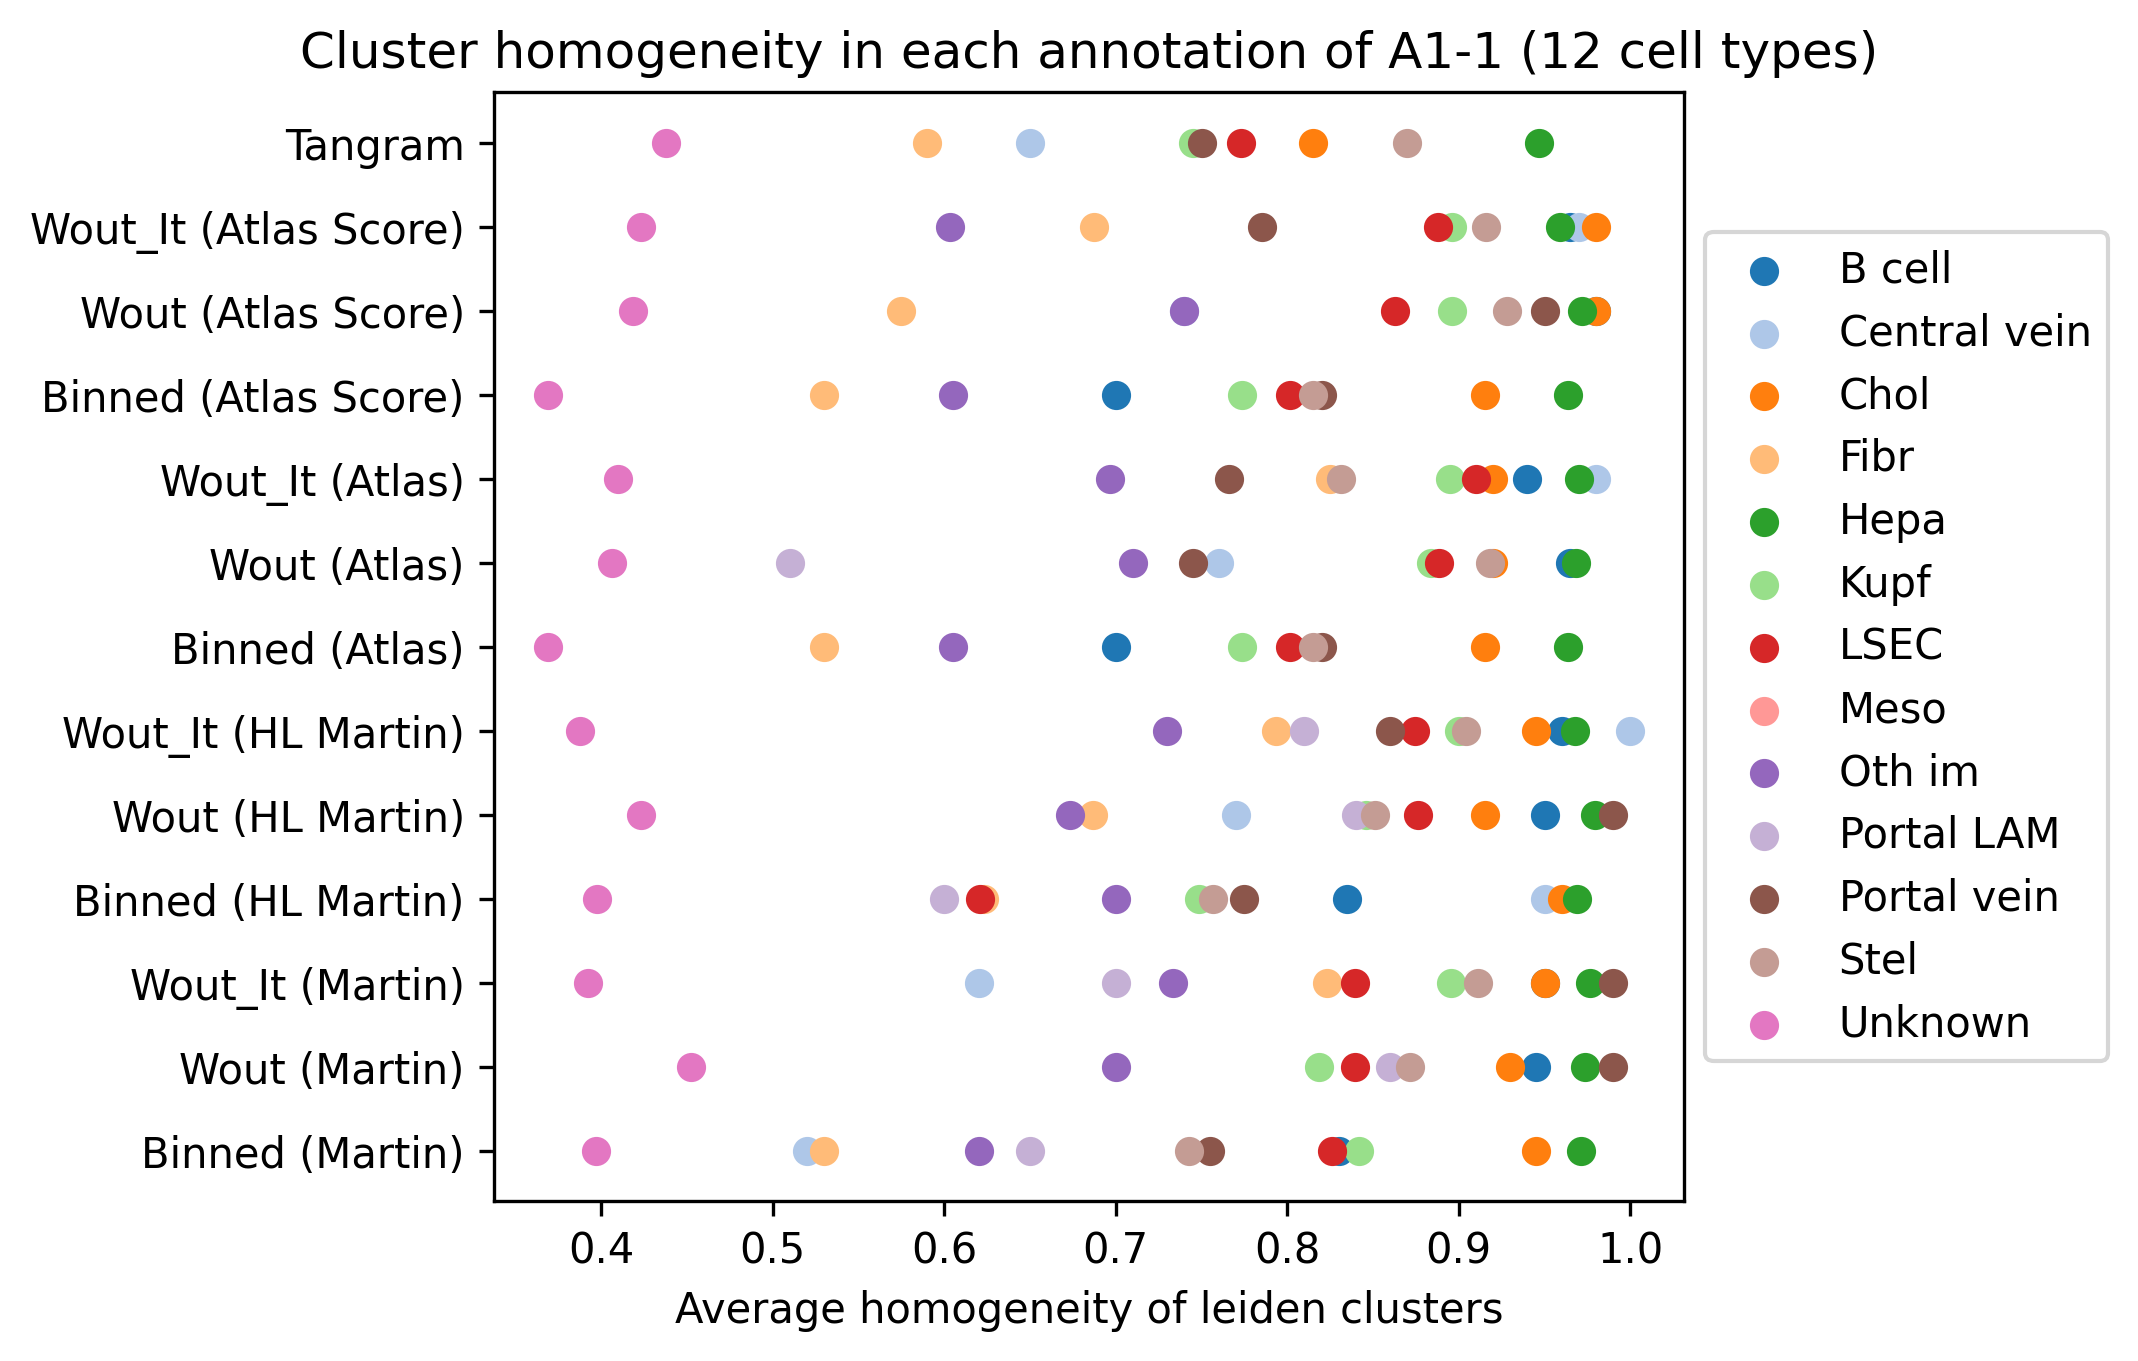 Cluster homogeneity in each annotation of A1-1 (12 cell types)
Tangram
Wout_It (Atlas Score)
Wout (Atlas Score)
Binned (Atlas Score)
Wout_It (Atlas)
Wout (Atlas)
Binned (Atlas)
Wout_It (HL Martin)
Wout (HL Martin)
Binned (HL Martin)
Wout_It (Martin)
Wout (Martin)
Binned (Martin)
0.4 0.5 0.6 0.7 0.8 0.9 1.0
Average homogeneity of leiden clusters
B cell
Central vein
Chol
Fibr
Hepa
Kupf
LSEC
Meso
Oth im
Portal LAM
Portal vein
Stel
Unknown